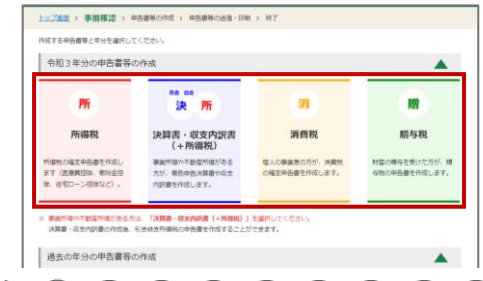 トップ画面 › 事前確認 › 申告書等の作成 › 申告書等の送信・印刷 › 終了
作成する申告書等と年分を選択してください。
令和3年分の申告書等の作成
所
所得税
所得税の確定申告書を作成し
ます（医療費控除、寄附金控
除、住宅ローン控除など）。
青色 白色
決 所
決算書・収支内訳書
（+所得税）
事業所得や不動産所得がある
方が、青色申告決算書や収支
内訳書を作成します。
消
消費税
個人の事業者の方が、消費税
の確定申告書を作成します。
贈
贈与税
財産の贈与を受けた方が、贈
与税の申告書を作成します。
※ 事業所得や不動産所得がある方は、「決算書・収支内訳書（+所得税）」を選択してください。
決算書・収支内訳書の作成後、引き続き所得税の申告書を作成することができます。
過去の年分の申告書等の作成